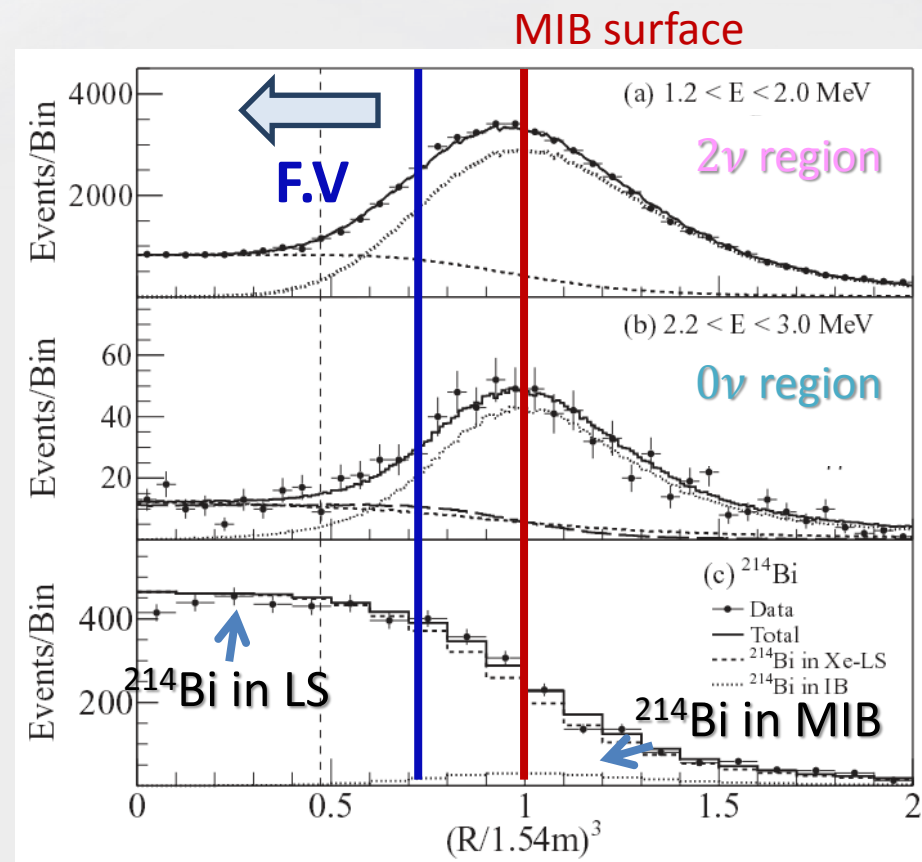 MIB surface
Events/Bin
4000
2000
(a) 1.2 < E < 2.0 MeV
2ν region
F.V
Events/Bin
60
40
20
(b) 2.2 < E < 3.0 MeV
0ν region
Events/Bin
400
200
(c) ²¹⁴Bi
Data
Total
²¹⁴Bi in Xe-LS
²¹⁴Bi in IB
²¹⁴Bi in LS
²¹⁴Bi in MIB
0 0.5 1 1.5 2
(R/1.54m)³